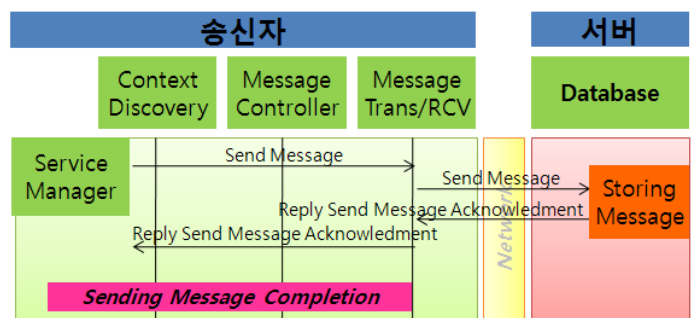 송신자
서버
Context
Discovery
Message
Controller
Message
Trans/RCV
Database
Service
Manager
Send Message
Send Message
Storing
Message
Reply Send Message Acknowledment
Reply Send Message Acknowledment
Network
Sending Message Completion